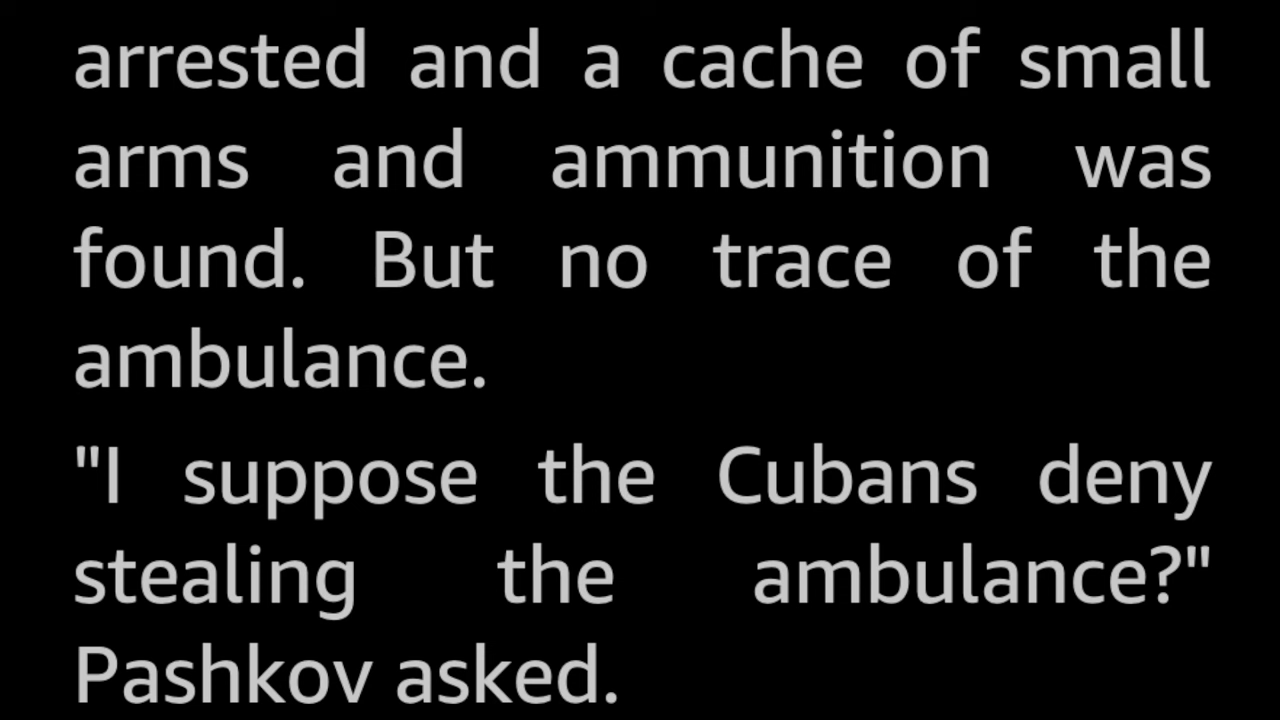 arrested and a cache of small
arms and ammunition was
found. But no trace of the
ambulance.
"I suppose the Cubans deny
stealing the ambulance?"
Pashkov asked.